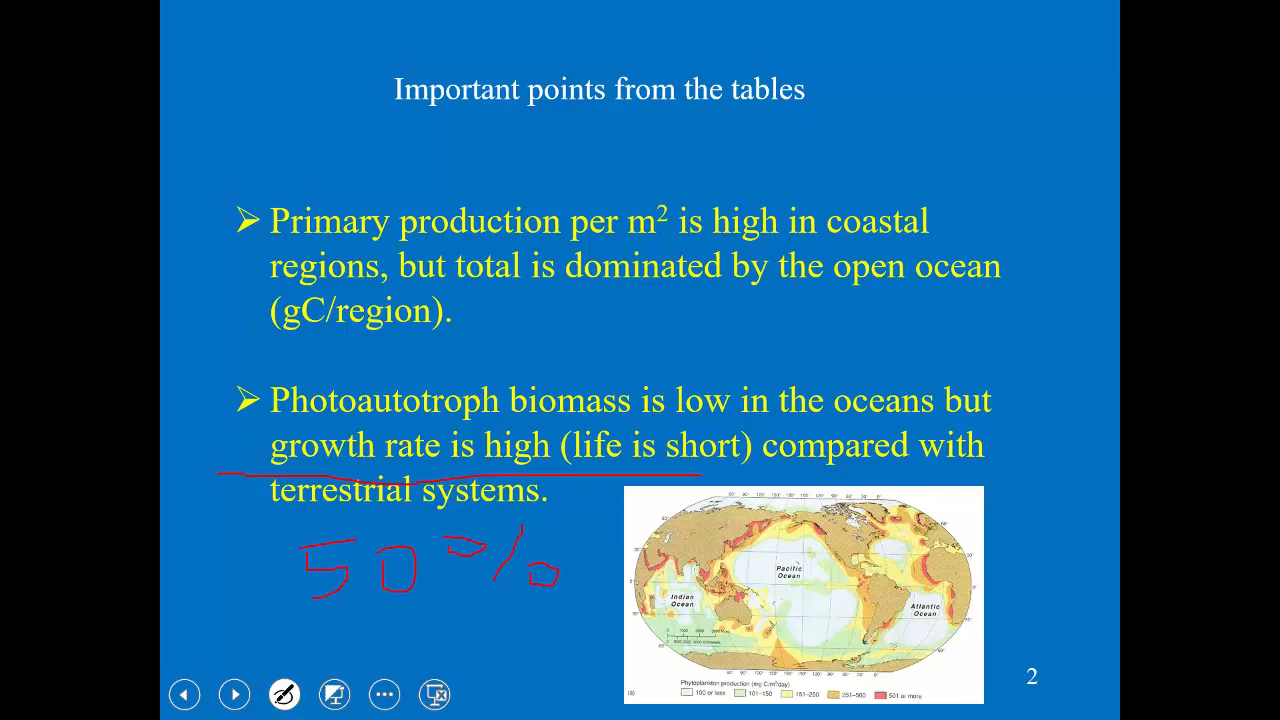 Important points from the tables
➢ Primary production per m² is high in coastal
regions, but total is dominated by the open ocean
(gC/region).
➢ Photoautotroph biomass is low in the oceans but
growth rate is high (life is short) compared with
terrestrial systems.
50%
Pacific
Ocean
Indian
Ocean
Atlantic
Ocean
Phytoplankton production (mg C/m²/day)
(a)
100 or less
101–150
151–250
251–500
501 or more
2